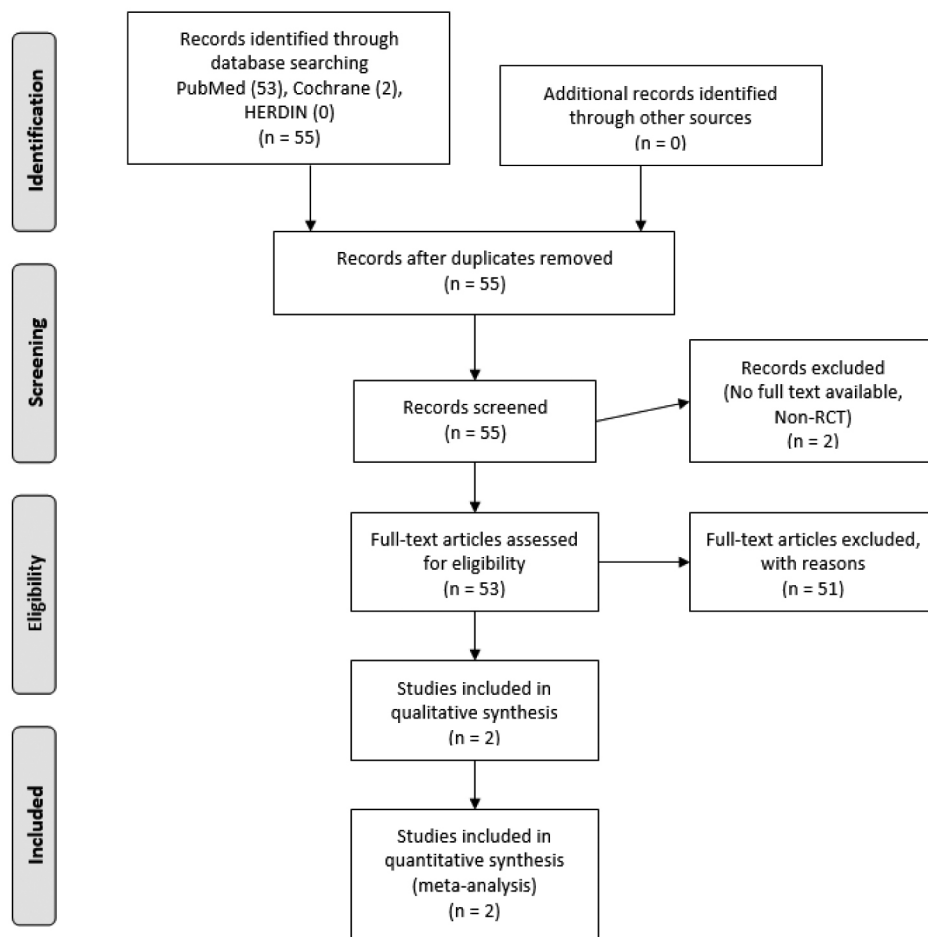 Identification
Records identified through
database searching
PubMed (53), Cochrane (2),
HERDIN (0)
(n = 55)
Additional records identified
through other sources
(n = 0)
Records after duplicates removed
(n = 55)
Screening
Records screened
(n = 55)
Records excluded
(No full text available,
Non-RCT)
(n = 2)
Eligibility
Full-text articles assessed
for eligibility
(n = 53)
Full-text articles excluded,
with reasons
(n = 51)
Studies included in
qualitative synthesis
(n = 2)
Included
Studies included in
quantitative synthesis
(meta-analysis)
(n = 2)